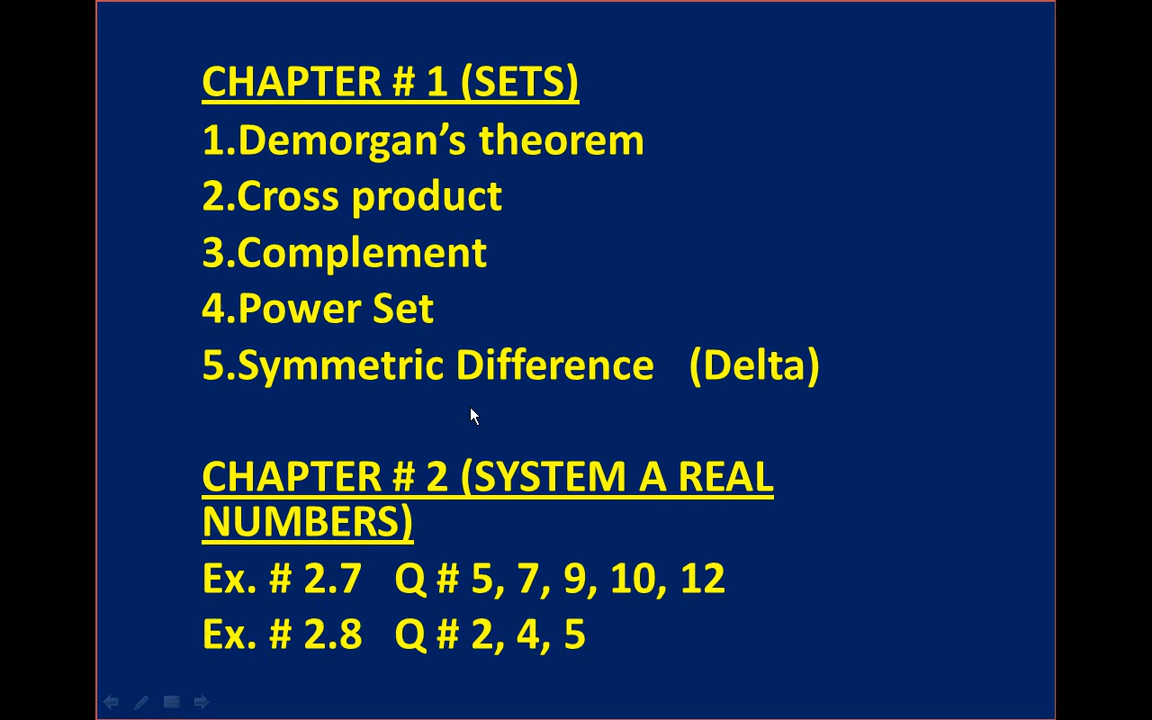 CHAPTER # 1 (SETS)
1.Demorgan’s theorem
2.Cross product
3.Complement
4.Power Set
5.Symmetric Difference (Delta)
CHAPTER # 2 (SYSTEM A REAL
NUMBERS)
Ex. # 2.7 Q # 5, 7, 9, 10, 12
Ex. # 2.8 Q # 2, 4, 5